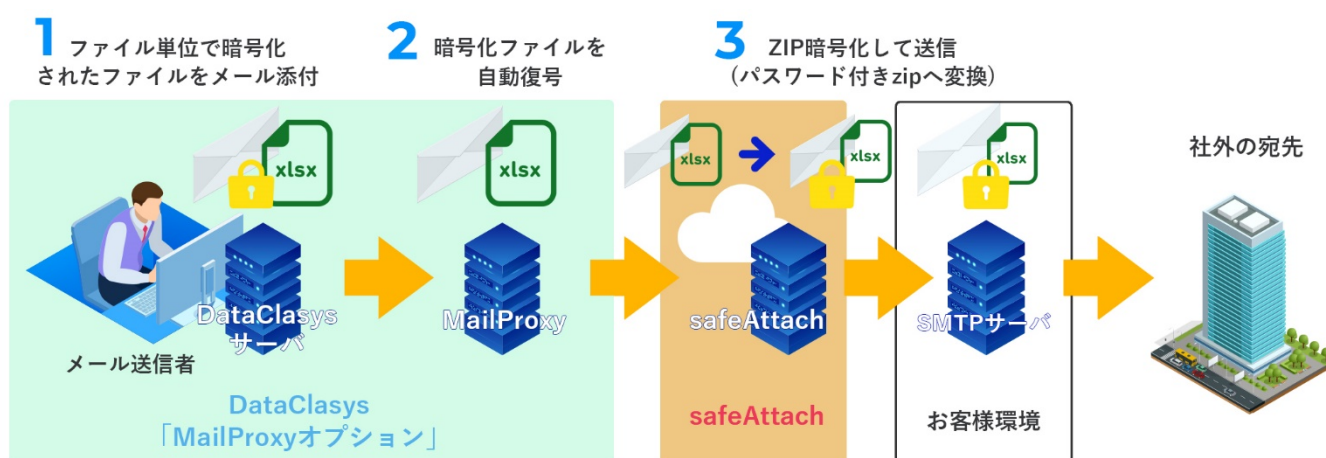 1 ファイル単位で暗号化
されたファイルをメール添付
2 暗号化ファイルを
自動復号
3 ZIP暗号化して送信
(パスワード付きzipへ変換)
xlsx
xlsx
xlsx
xlsx
xlsx
社外の宛先
DataClasys
サーバ
MailProxy
safeAttach
SMTPサーバ
メール送信者
DataClasys
「MailProxyオプション」
safeAttach
お客様環境